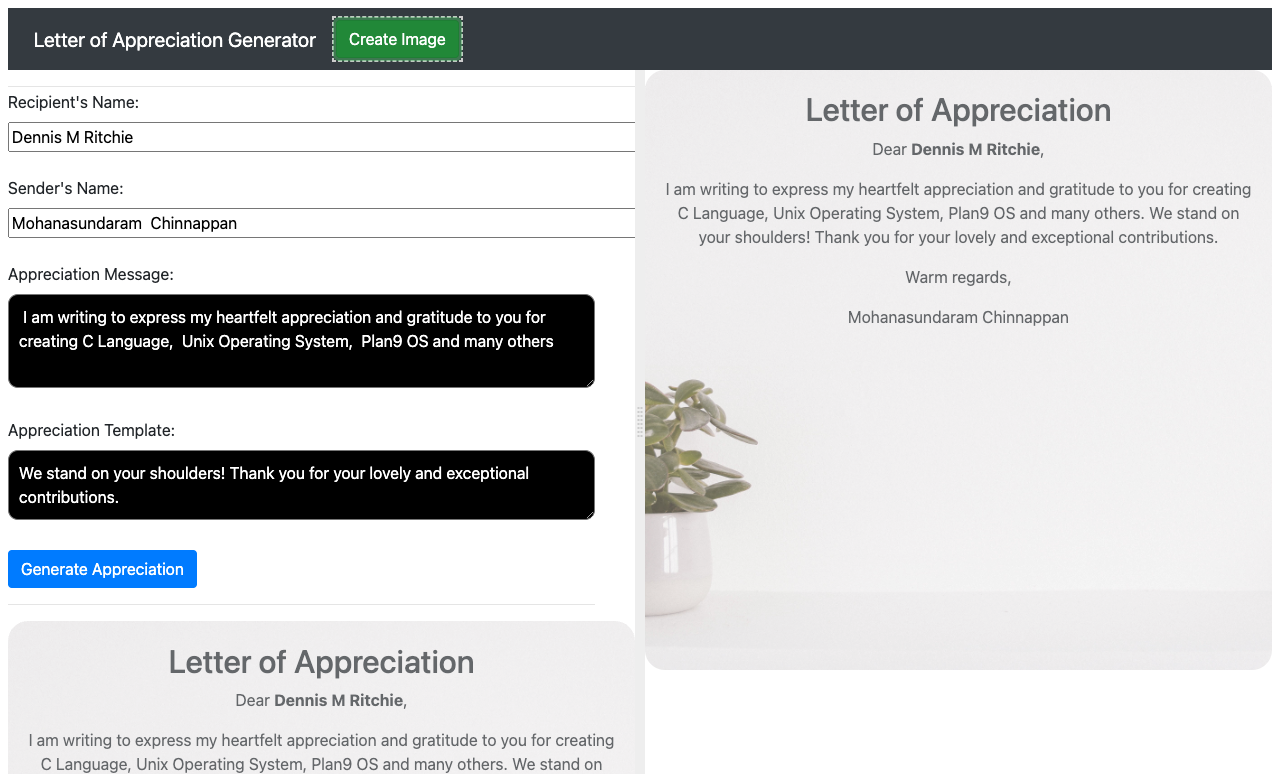 Letter of Appreciation Generator
Create Image
Recipient's Name:
Dennis M Ritchie
Sender's Name:
Mohanasundaram  Chinnappan
Appreciation Message:
I am writing to express my heartfelt appreciation and gratitude to you for
creating C Language,  Unix Operating System,  Plan9 OS and many others
Appreciation Template:
We stand on your shoulders! Thank you for your lovely and exceptional
contributions.
Generate Appreciation
Letter of Appreciation
Dear Dennis M Ritchie,
I am writing to express my heartfelt appreciation and gratitude to you for creating
C Language, Unix Operating System, Plan9 OS and many others. We stand on
Letter of Appreciation
Dear Dennis M Ritchie,
I am writing to express my heartfelt appreciation and gratitude to you for creating
C Language, Unix Operating System, Plan9 OS and many others. We stand on
your shoulders! Thank you for your lovely and exceptional contributions.
Warm regards,
Mohanasundaram Chinnappan